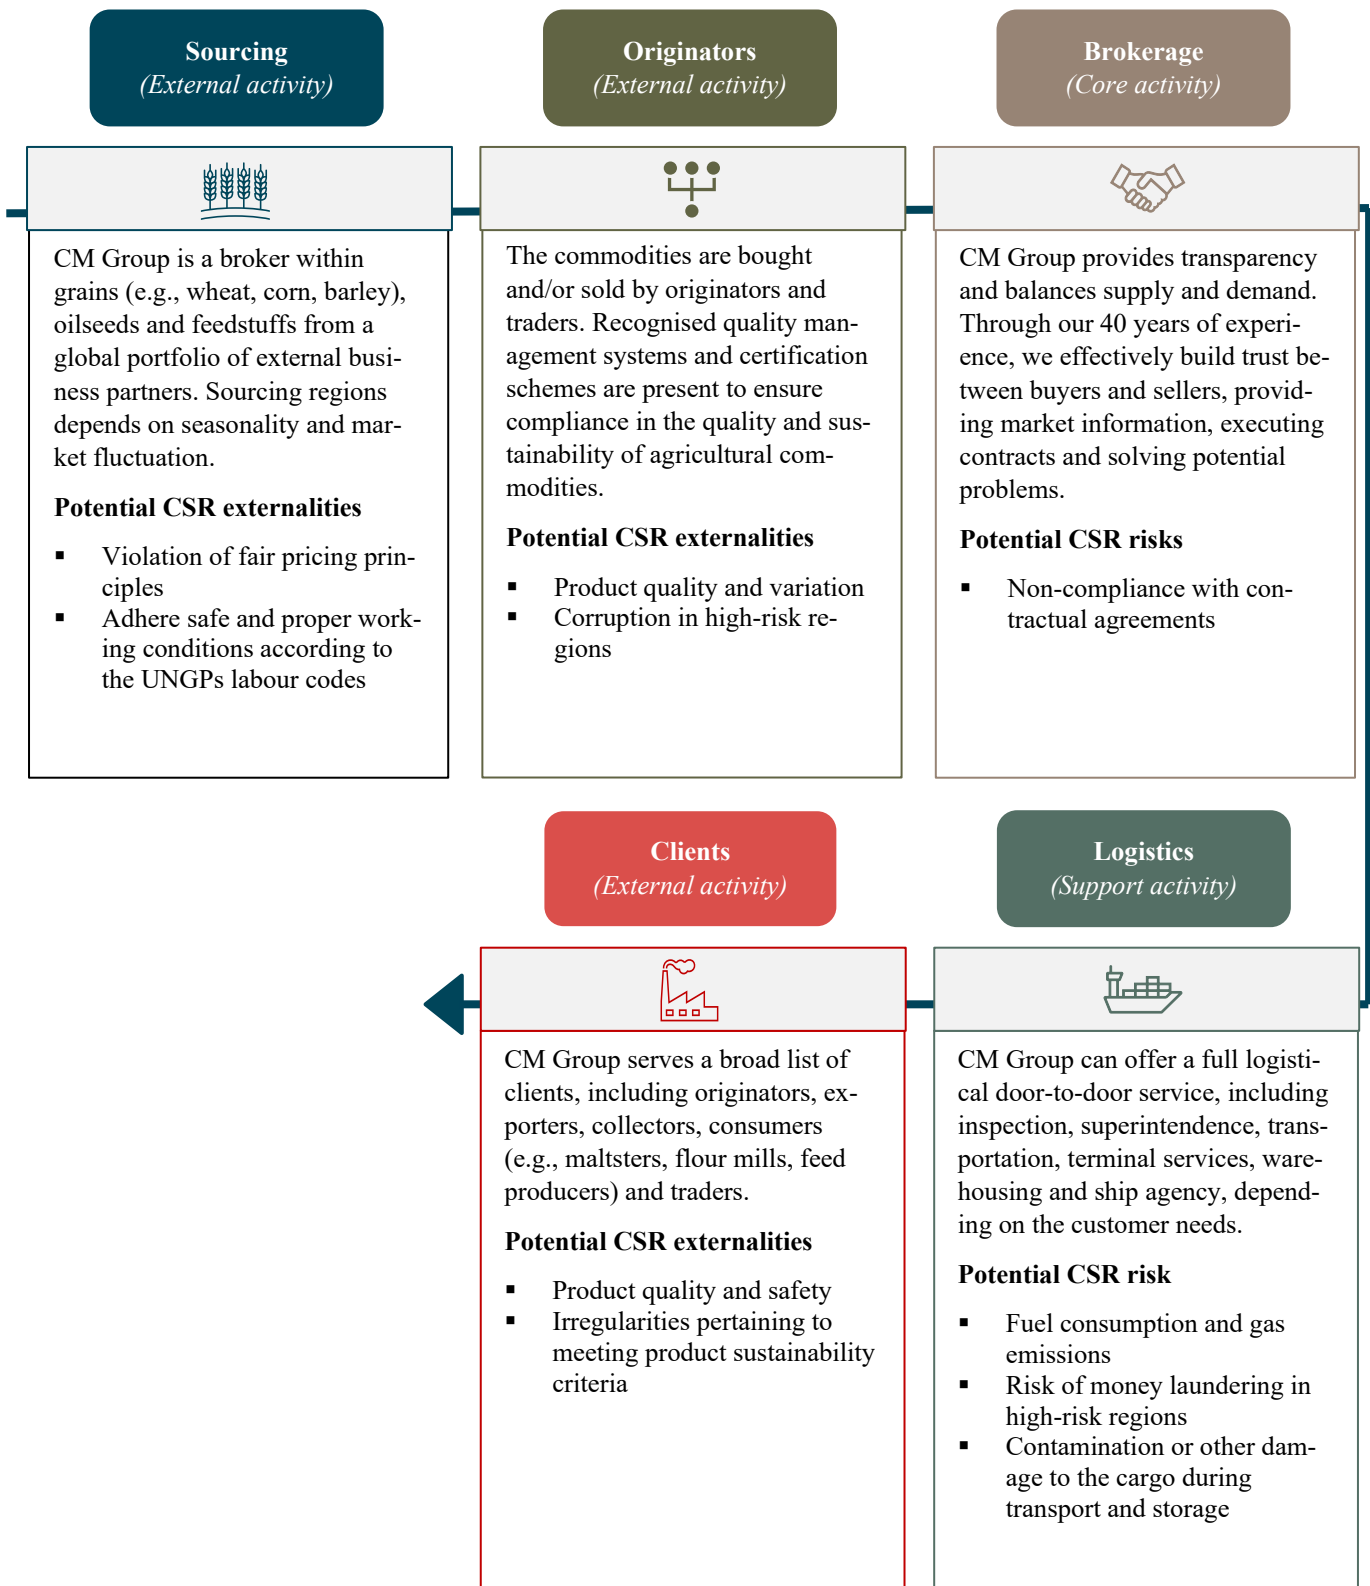 Sourcing
(External activity)
CM Group is a broker within
grains (e.g., wheat, corn, barley),
oilseeds and feedstuffs from a
global portfolio of external busi-
ness partners. Sourcing regions
depends on seasonality and mar-
ket fluctuation.
Potential CSR externalities
▪ Violation of fair pricing prin-
ciples
▪ Adhere safe and proper work-
ing conditions according to
the UNGPs labour codes
Originators
(External activity)
The commodities are bought
and/or sold by originators and
traders. Recognised quality man-
agement systems and certification
schemes are present to ensure
compliance in the quality and sus-
tainability of agricultural com-
modities.
Potential CSR externalities
▪ Product quality and variation
▪ Corruption in high-risk re-
gions
Brokerage
(Core activity)
CM Group provides transparency
and balances supply and demand.
Through our 40 years of experi-
ence, we effectively build trust be-
tween buyers and sellers, provid-
ing market information, executing
contracts and solving potential
problems.
Potential CSR risks
▪ Non-compliance with con-
tractual agreements
Logistics
(Support activity)
CM Group can offer a full logisti-
cal door-to-door service, including
inspection, superintendence, trans-
portation, terminal services, ware-
housing and ship agency, depend-
ing on the customer needs.
Potential CSR risk
▪ Fuel consumption and gas
emissions
▪ Risk of money laundering in
high-risk regions
▪ Contamination or other dam-
age to the cargo during
transport and storage
Clients
(External activity)
CM Group serves a broad list of
clients, including originators, ex-
porters, collectors, consumers
(e.g., maltsters, flour mills, feed
producers) and traders.
Potential CSR externalities
▪ Product quality and safety
▪ Irregularities pertaining to
meeting product sustainability
criteria